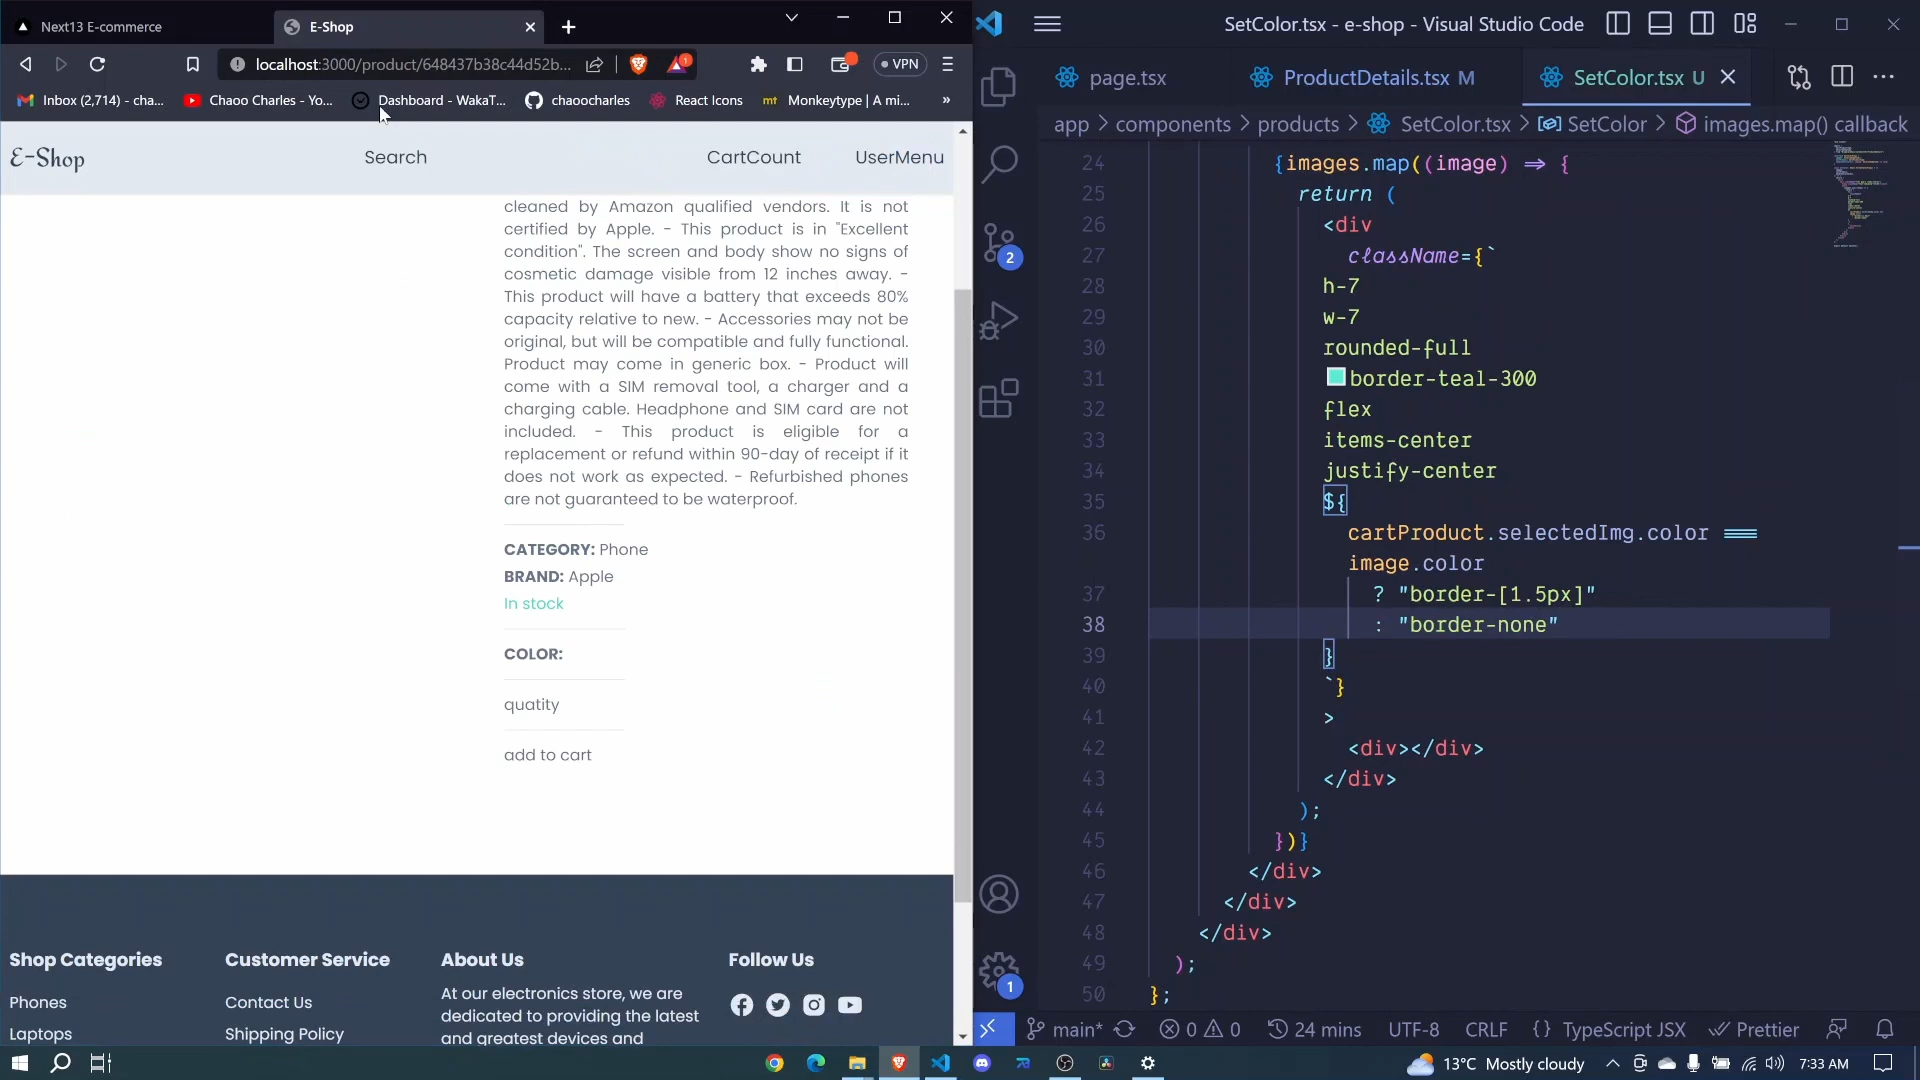 Next13 E-commerce
E-Shop
localhost:3000/product/648437b38c44d52b...
1
VPN
Inbox (2,714) - cha...
Chaoo Charles - Yo...
Dashboard - WakaT...
chaoocharles
React Icons
mt Monkeytype | A mi...
»
E-Shop
Search
CartCount
UserMenu
cleaned by Amazon qualified vendors. It is not
certified by Apple. - This product is in "Excellent
condition". The screen and body show no signs of
cosmetic damage visible from 12 inches away. -
This product will have a battery that exceeds 80%
capacity relative to new. - Accessories may not be
original, but will be compatible and fully functional.
Product may come in generic box. - Product will
come with a SIM removal tool, a charger and a
charging cable. Headphone and SIM card are not
included. - This product is eligible for a
replacement or refund within 90-day of receipt if it
does not work as expected. - Refurbished phones
are not guaranteed to be waterproof.
CATEGORY: Phone
BRAND: Apple
In stock
COLOR:
quatity
add to cart
Shop Categories
Phones
Laptops
Customer Service
Contact Us
Shipping Policy
About Us
At our electronics store, we are
dedicated to providing the latest
and greatest devices and
Follow Us
SetColor.tsx - e-shop - Visual Studio Code
page.tsx
ProductDetails.tsx M
SetColor.tsx U
app > components > products > SetColor.tsx > SetColor > images.map() callback
2
1
24 {images.map((image) => {
25 return (
26 <div
27 className={`
28 h-7
29 w-7
30 rounded-full
31 border-teal-300
32 flex
33 items-center
34 justify-center
35 ${
36 cartProduct.selectedImg.color ===
image.color
37 ? "border-[1.5px]"
38 : "border-none"
39 }
40 `}
41 >
42 <div></div>
43 </div>
44 );
45 })}
46 </div>
47 </div>
48 </div>
49 );
50 };
main* 0 0 24 mins UTF-8 CRLF {} TypeScript JSX Prettier
13°C Mostly cloudy
7:33 AM